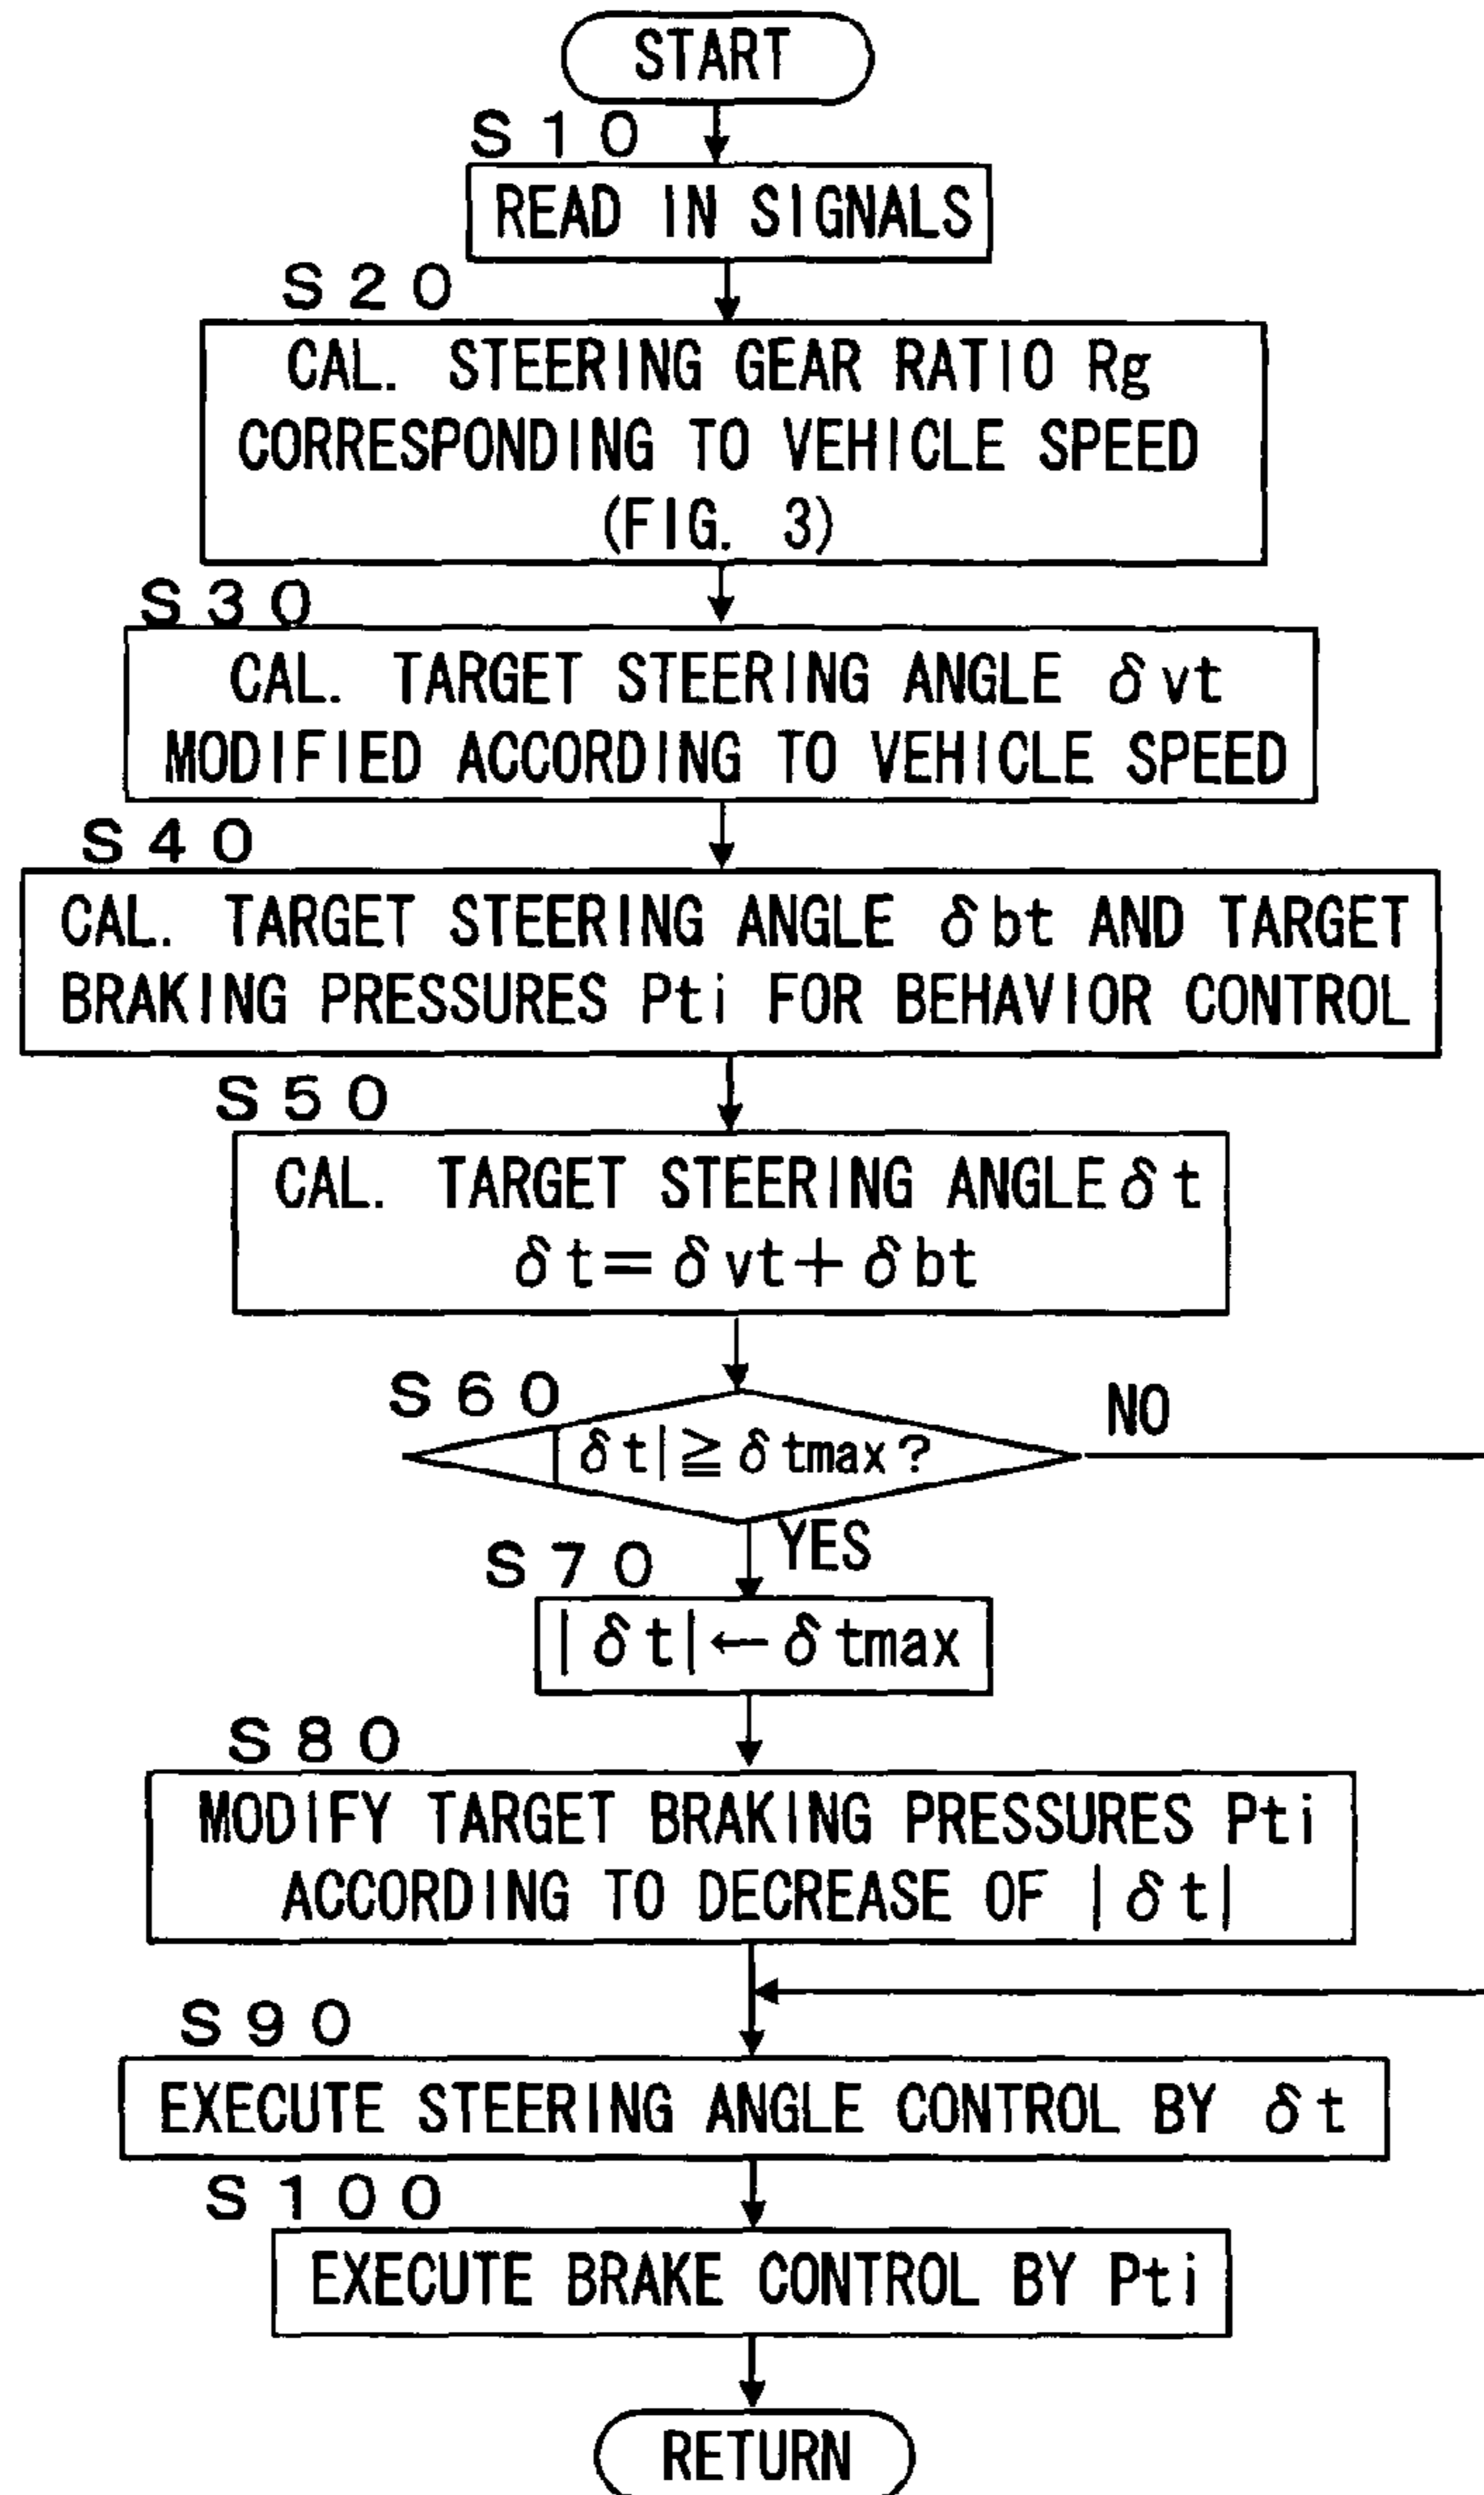 START
S10
READ IN SIGNALS
S20
CAL. STEERING GEAR RATIO Rg
CORRESPONDING TO VEHICLE SPEED
(FIG. 3)
S30
CAL. TARGET STEERING ANGLE δvt
MODIFIED ACCORDING TO VEHICLE SPEED
S40
CAL. TARGET STEERING ANGLE δbt AND TARGET
BRAKING PRESSURES Pti FOR BEHAVIOR CONTROL
S50
CAL. TARGET STEERING ANGLE δt
δt=δvt+δbt
S60
|δt|≧δtmax?
NO
YES
S70
|δt|←δtmax
S80
MODIFY TARGET BRAKING PRESSURES Pti
ACCORDING TO DECREASE OF |δt|
S90
EXECUTE STEERING ANGLE CONTROL BY δt
S100
EXECUTE BRAKE CONTROL BY Pti
RETURN